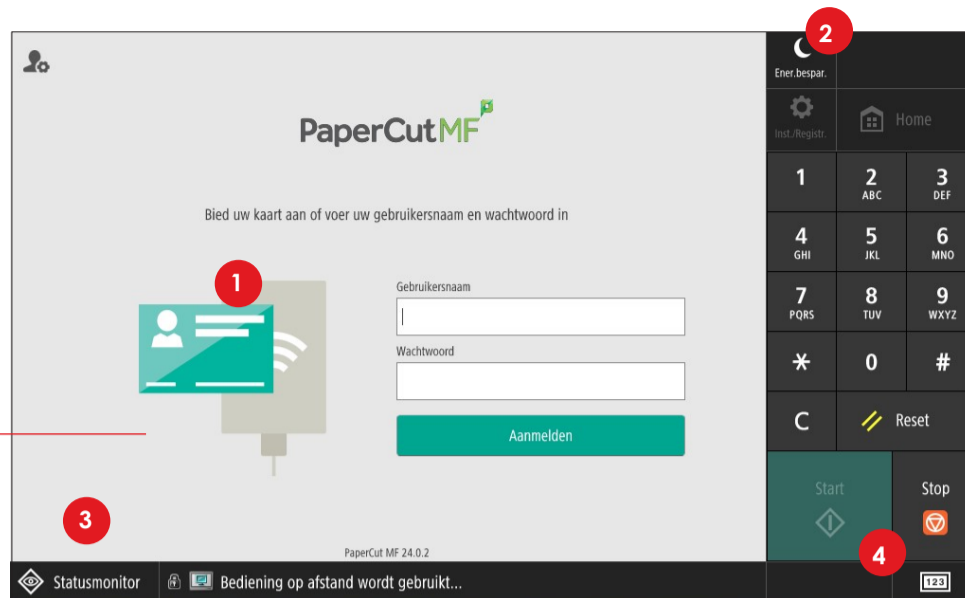 2
Ener.bespar.
PaperCutMF
Inst./Registr.
Home
Bied uw kaart aan of voer uw gebruikersnaam en wachtwoord in
1
Gebruikersnaam
Wachtwoord
Aanmelden
3
PaperCut MF 24.0.2
1
2
ABC
3
DEF
4
GHI
5
JKL
6
MNO
7
PQRS
8
TUV
9
WXYZ
*
0
#
C
Reset
Start
Stop
4
Statusmonitor
Bediening op afstand wordt gebruikt...
123